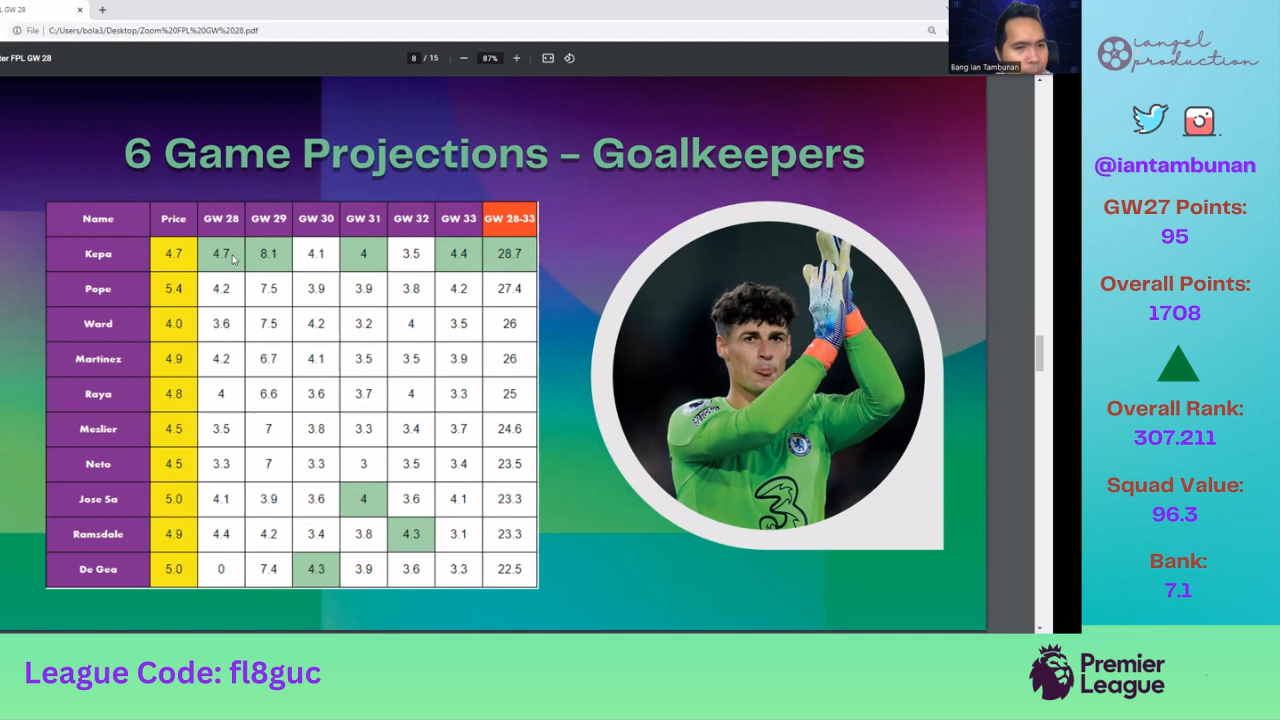 L GW 28
File C:/Users/bola3/Desktop/Zoom%20FPL%20GW%2028.pdf
ter FPL GW 28
8 / 15 87%
Bang Ian Tambunan
6 Game Projections - Goalkeepers
Name Price GW 28 GW 29 GW 30 GW 31 GW 32 GW 33 GW 28-33
Kepa 4.7 4.7 8.1 4.1 4 3.5 4.4 28.7
Pope 5.4 4.2 7.5 3.9 3.9 3.8 4.2 27.4
Ward 4.0 3.6 7.5 4.2 3.2 4 3.5 26
Martinez 4.9 4.2 6.7 4.1 3.5 3.5 3.9 26
Raya 4.8 4 6.6 3.6 3.7 4 3.3 25
Meslier 4.5 3.5 7 3.8 3.3 3.4 3.7 24.6
Neto 4.5 3.3 7 3.3 3 3.5 3.4 23.5
Jose Sa 5.0 4.1 3.9 3.6 4 3.6 4.1 23.3
Ramsdale 4.9 4.4 4.2 3.4 3.8 4.3 3.1 23.3
De Gea 5.0 0 7.4 4.3 3.9 3.6 3.3 22.5
iangel
production
@iantambunan
GW27 Points:
95
Overall Points:
1708
Overall Rank:
307.211
Squad Value:
96.3
Bank:
7.1
League Code: fl8guc
Premier
League